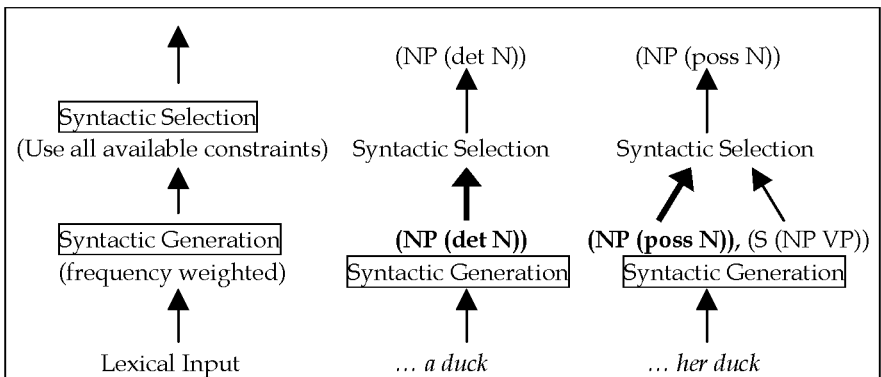 (NP (det N))
(NP (poss N))
Syntactic Selection
(Use all available constraints)
Syntactic Selection
Syntactic Selection
Syntactic Generation
(frequency weighted)
(NP (det N))
Syntactic Generation
(NP (poss N)), (S (NP VP))
Syntactic Generation
Lexical Input
... a duck
... her duck